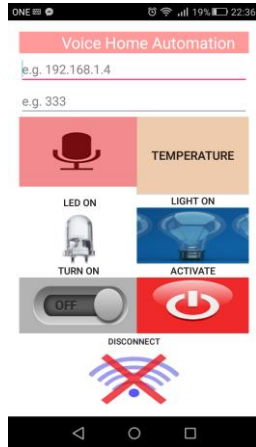 ONE 19% 22:36
Voice Home Automation
e.g. 192.168.1.4
e.g. 333
TEMPERATURE
LED ON LIGHT ON
TURN ON ACTIVATE
OFF
DISCONNECT